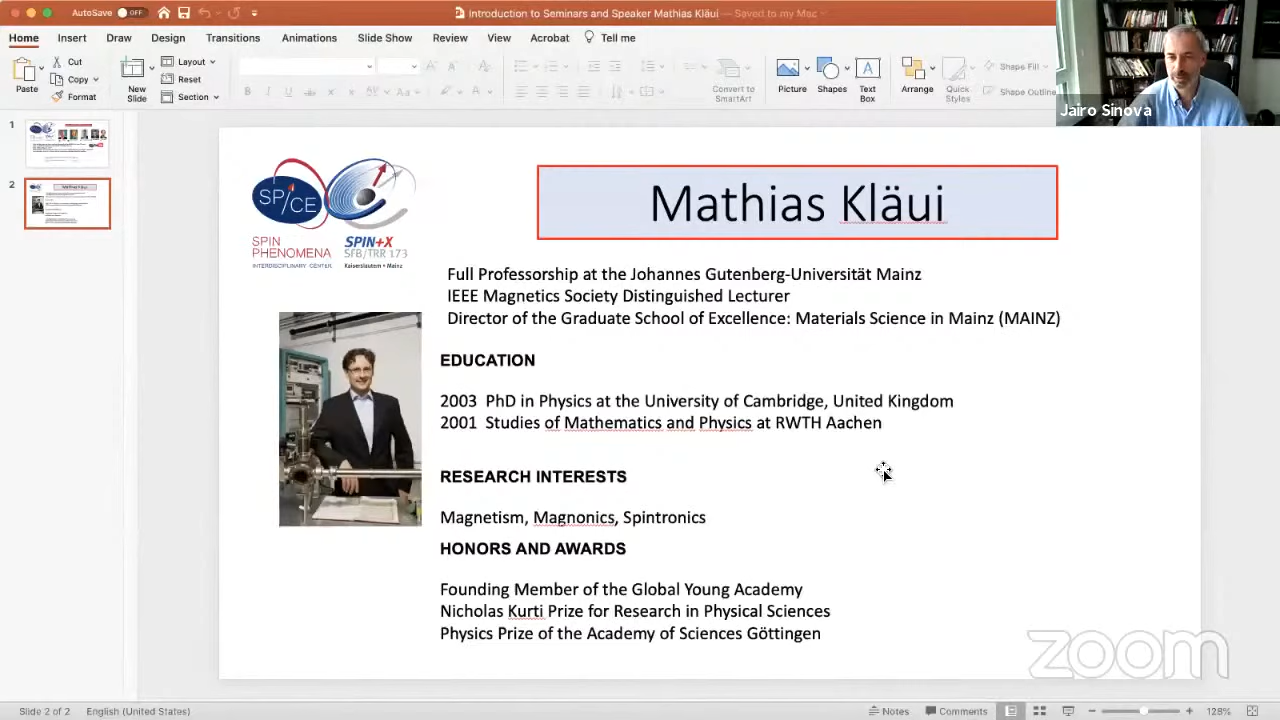 AutoSave OFF
Introduction to Seminars and Speaker Mathias Kläui — Saved to my Mac
Home Insert Draw Design Transitions Animations Slide Show Review View Acrobat Tell me
Paste
Cut
Copy
Format
New
Slide
Layout
Reset
Section
Convert to
SmartArt
Picture
Shapes
Text
Box
Arrange
Quick
Styles
Shape Fill
Shape Outline
Jairo Sinova
1
2
SP/CE
SPIN
PHENOMENA
INTERDISCIPLINARY CENTER
SPIN+X
SFB/TRR 173
Kaiserslautern • Mainz
Mathias Kläui
Full Professorship at the Johannes Gutenberg-Universität Mainz
IEEE Magnetics Society Distinguished Lecturer
Director of the Graduate School of Excellence: Materials Science in Mainz (MAINZ)
EDUCATION
2003 PhD in Physics at the University of Cambridge, United Kingdom
2001 Studies of Mathematics and Physics at RWTH Aachen
RESEARCH INTERESTS
Magnetism, Magnonics, Spintronics
HONORS AND AWARDS
Founding Member of the Global Young Academy
Nicholas Kurti Prize for Research in Physical Sciences
Physics Prize of the Academy of Sciences Göttingen
zoom
Slide 2 of 2 English (United States) Notes Comments 128%